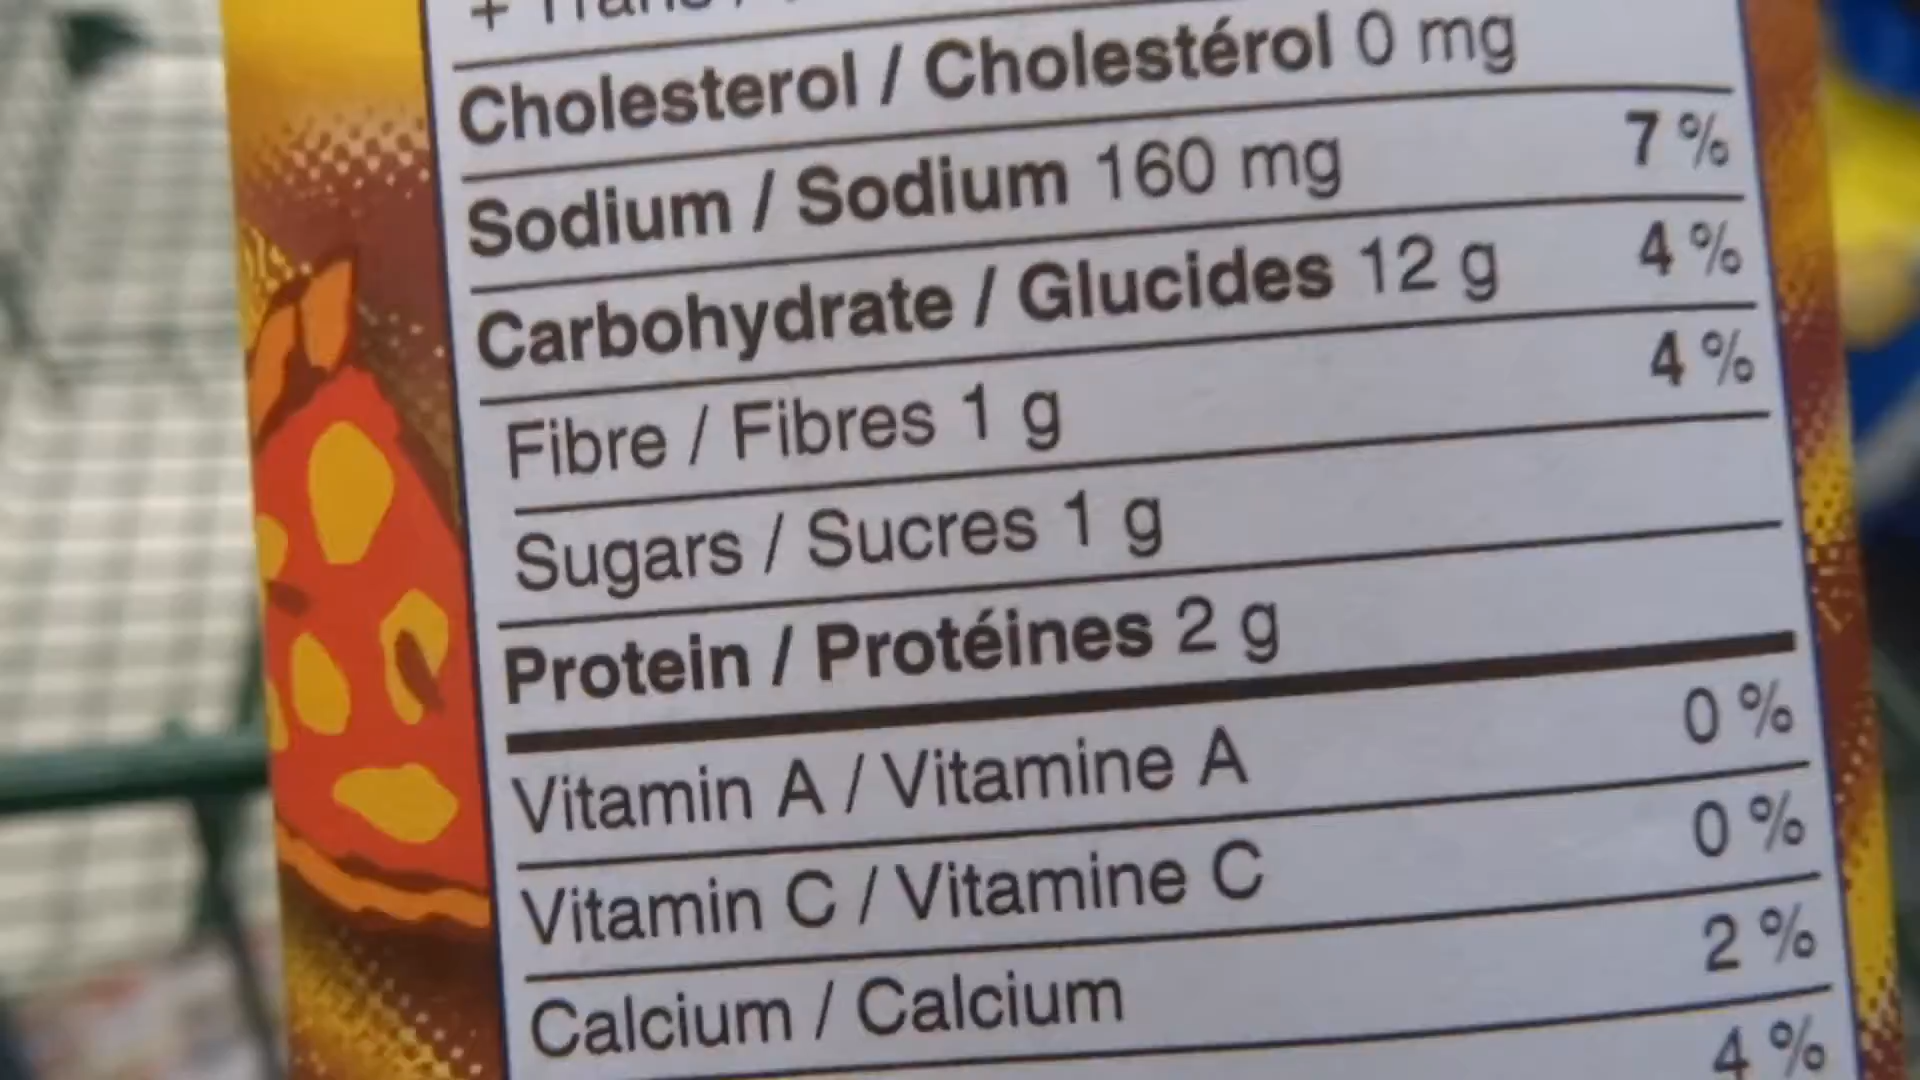 + Trans /
Cholesterol / Cholestérol 0 mg
Sodium / Sodium 160 mg 7 %
Carbohydrate / Glucides 12 g 4 %
Fibre / Fibres 1 g 4 %
Sugars / Sucres 1 g
Protein / Protéines 2 g
Vitamin A / Vitamine A 0 %
Vitamin C / Vitamine C 0 %
Calcium / Calcium 2 %
4 %